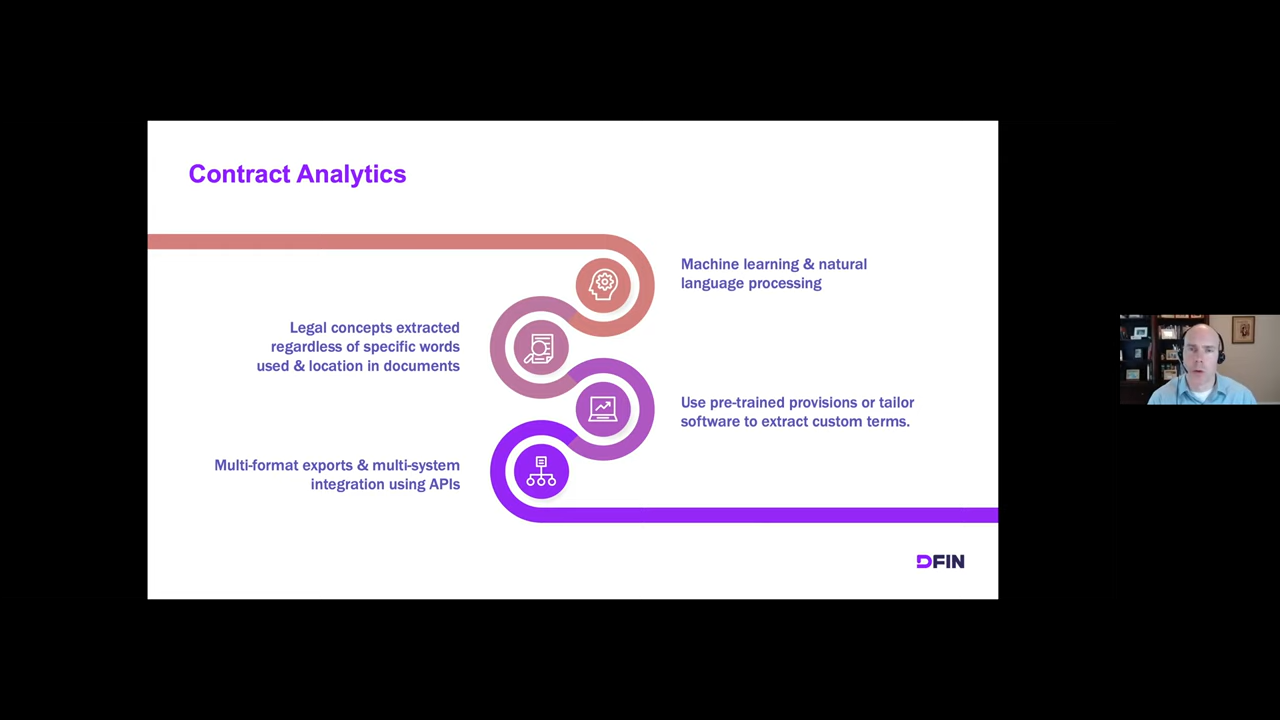 Contract Analytics
Machine learning & natural
language processing
Legal concepts extracted
regardless of specific words
used & location in documents
Use pre-trained provisions or tailor
software to extract custom terms.
Multi-format exports & multi-system
integration using APIs
DFIN